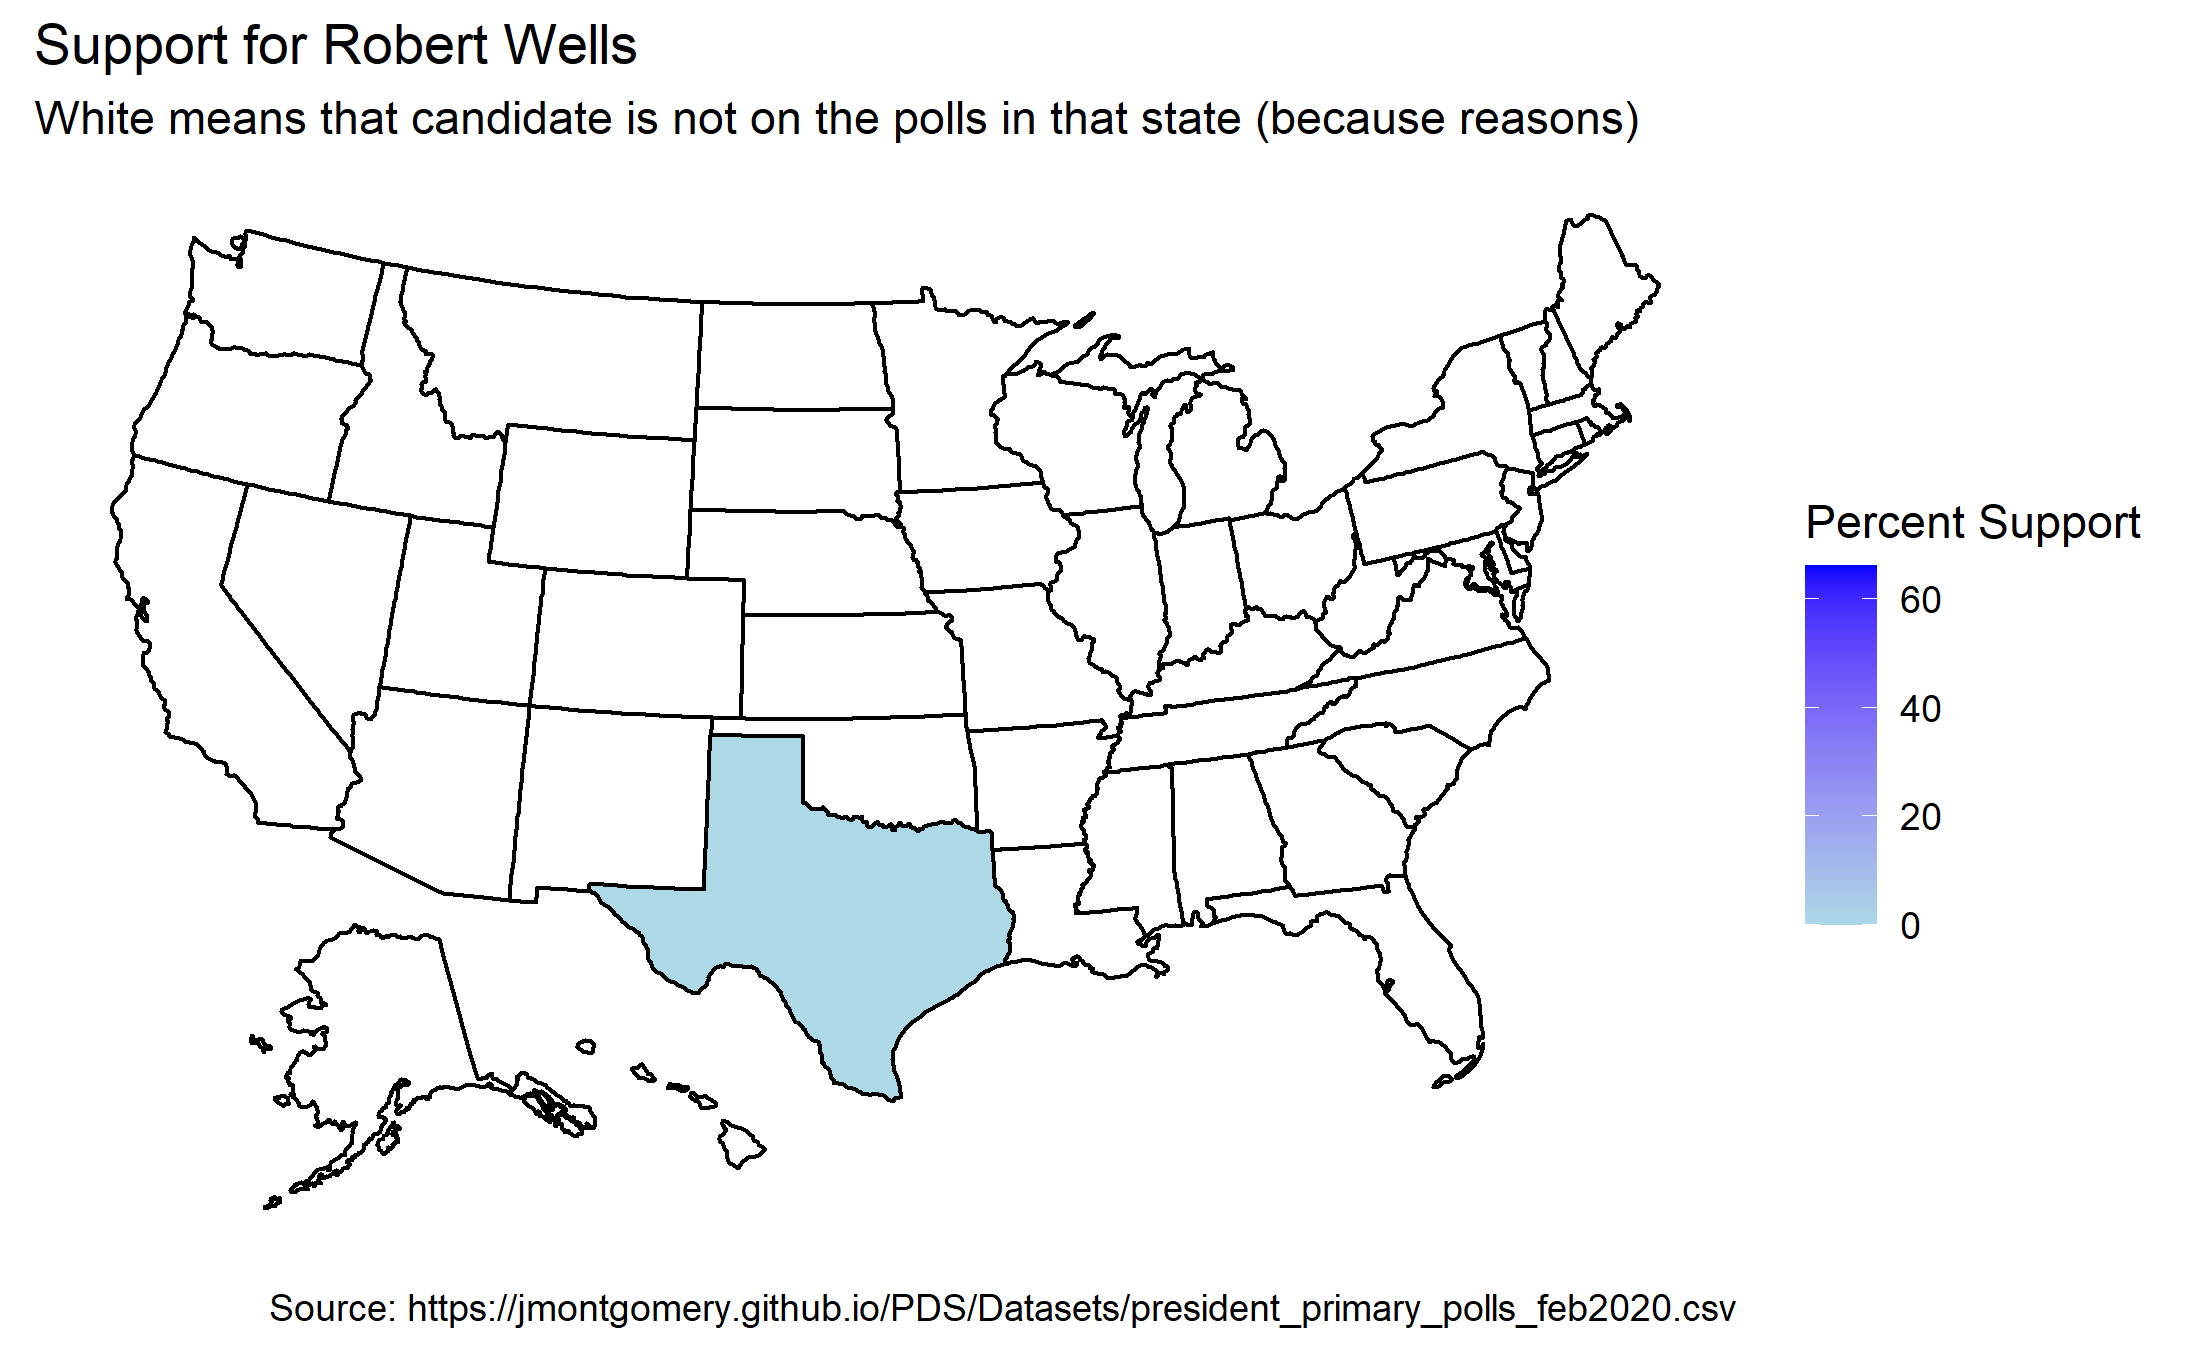 Support for Robert Wells
White means that candidate is not on the polls in that state (because reasons)
Percent Support
60
40
20
0
Source: https://jmontgomery.github.io/PDS/Datasets/president_primary_polls_feb2020.csv